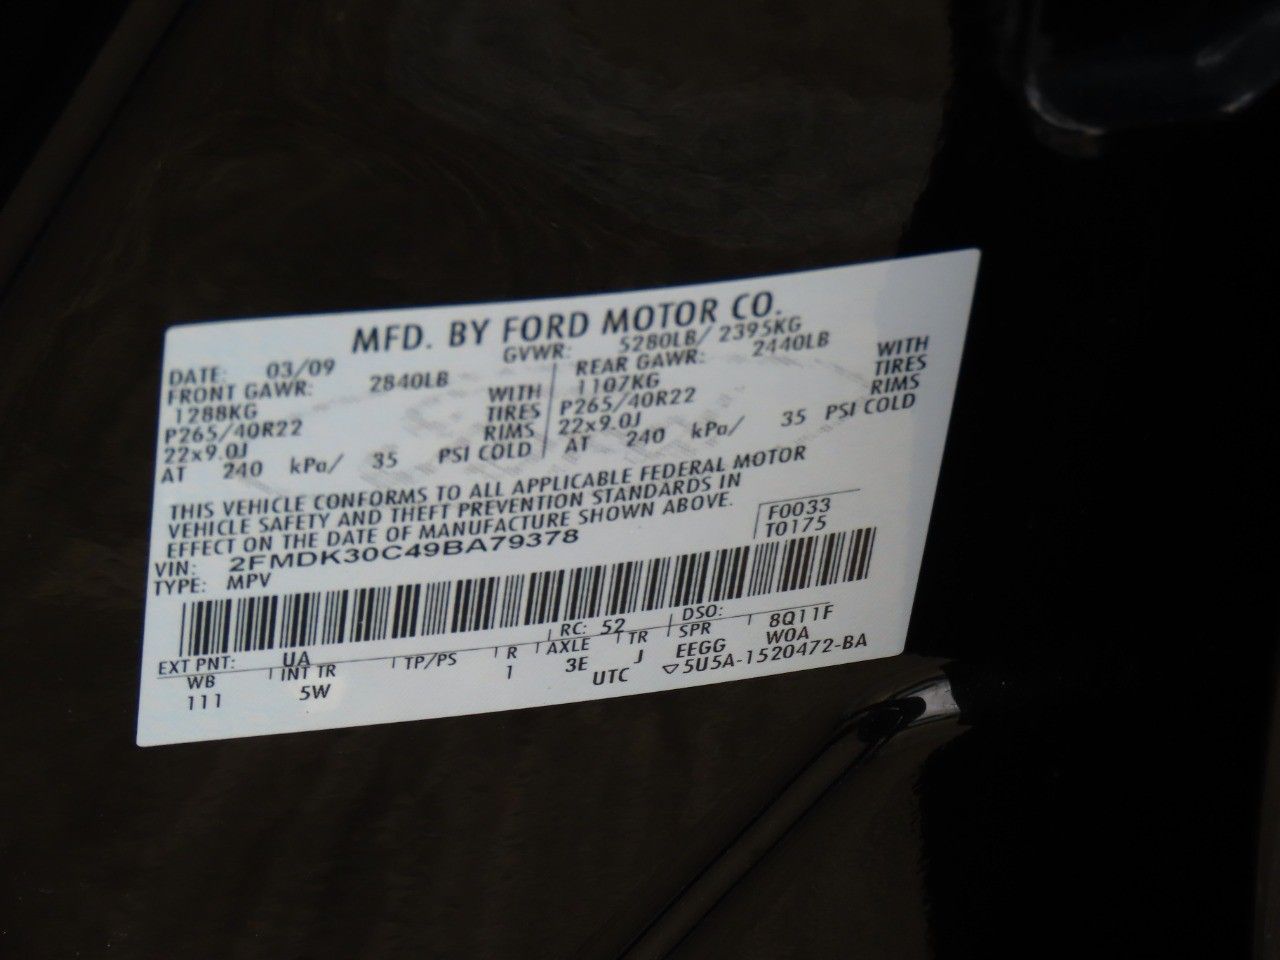 MFD. BY FORD MOTOR CO.
DATE: 03/09 GVWR: 5280LB/ 2395KG
FRONT GAWR: 2840LB REAR GAWR: 2440LB
1288KG WITH 1107KG WITH
P265/40R22 TIRES P265/40R22 TIRES
22x9.0J RIMS 22x9.0J RIMS
AT 240 kPa/ 35 PSI COLD AT 240 kPa/ 35 PSI COLD
THIS VEHICLE CONFORMS TO ALL APPLICABLE FEDERAL MOTOR
VEHICLE SAFETY AND THEFT PREVENTION STANDARDS IN
EFFECT ON THE DATE OF MANUFACTURE SHOWN ABOVE.
F0033
VIN: 2FMDK30C49BA79378 T0175
TYPE: MPV
EXT PNT: UA RC: 52 DSO: 8Q11F
WB INT TR TP/PS R AXLE TR SPR W0A
111 5W 1 3E J EEGG
UTC ▽5U5A-1520472-BA